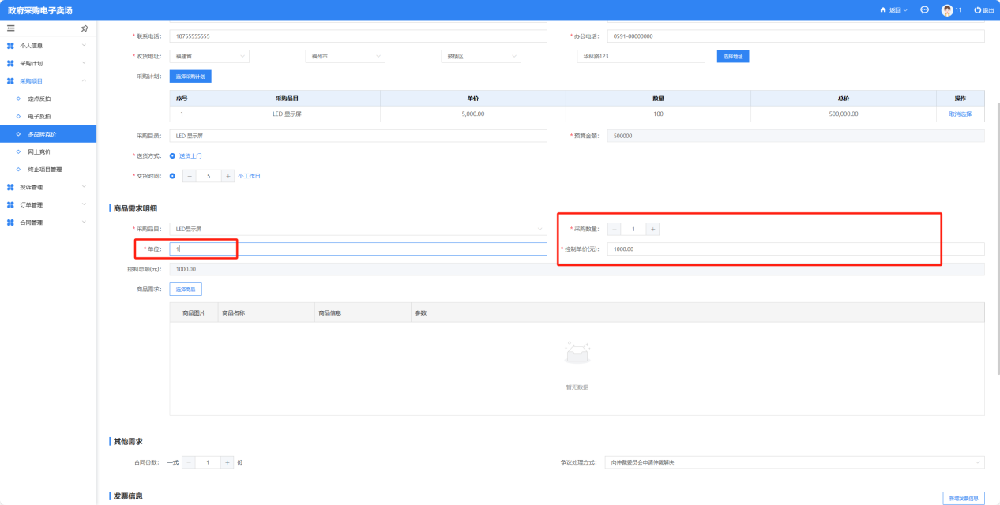 政府采购电子卖场
返回
11
退出
个人信息
采购计划
采购项目
定点反拍
电子反拍
多品牌竞价
网上竞价
终止项目管理
投诉管理
订单管理
合同管理
* 联系电话: 18755555555 * 办公电话: 0591-00000000
* 收货地址: 福建省 福州市 鼓楼区 华林路123 选择地址
采购计划: 选择采购计划
序号 采购品目 单价 数量 总价 操作
1 LED 显示屏 5,000.00 100 500,000.00 取消选择
采购目录: LED 显示屏 * 预算金额: 500000
* 送货方式: 送货上门
* 交货时间: － 5 + 个工作日
商品需求明细
* 采购品目: LED显示屏 * 采购数量: － 1 +
* 单位: 1 * 控制单价(元): 1000.00
控制总额(元): 1000.00
商品需求: 选择商品
商品图片 商品名称 商品信息 参数
暂无数据
其他需求
合同份数: 一式 － 1 + 份 争议处理方式: 向仲裁委员会申请仲裁解决
发票信息 新增发票信息